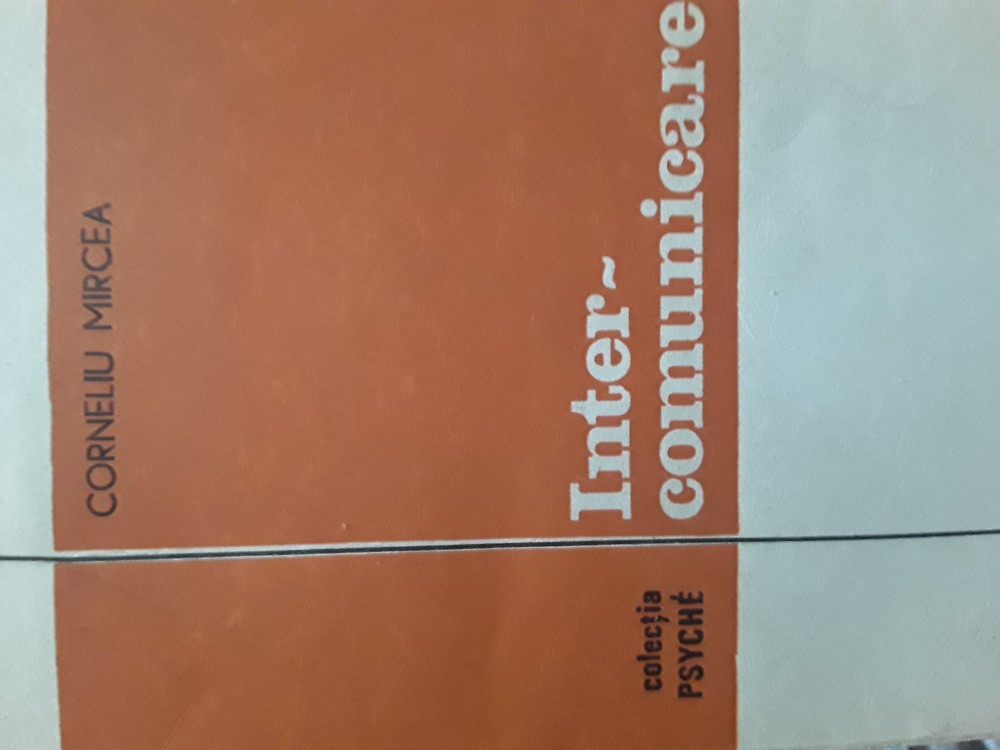 CORNELIU MIRCEA
Inter~
comunicare
colecția
PSYCHÉ